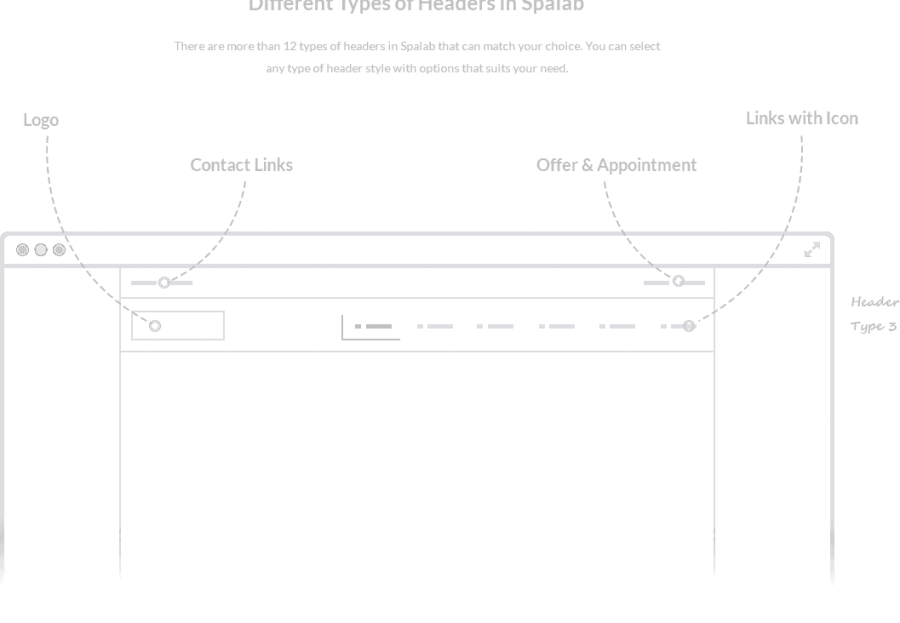 Different Types of Headers in Spalab
There are more than 12 types of headers in Spalab that can match your choice. You can select
any type of header style with options that suits your need.
Logo
Links with Icon
Contact Links
Offer & Appointment
Header
Type 3